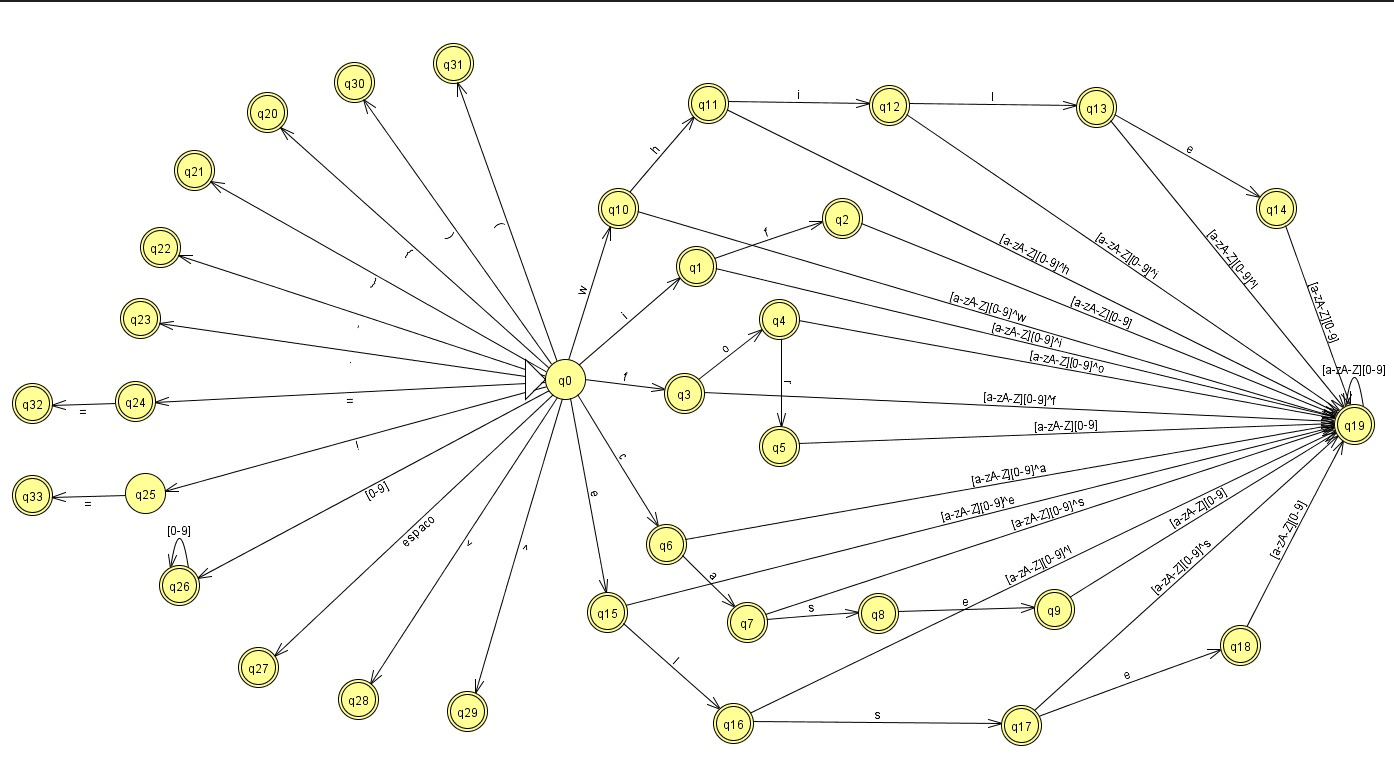 q31
q30
q20
q11
i
q12
l
q13
h
e
q21
)
(
q10
q14
{
f
q2
q22
}
w
q1
[a-zA-Z][0-9]^h
[a-zA-Z][0-9]^i
[a-zA-Z][0-9]^l
i
[a-zA-Z][0-9]^w
[a-zA-Z][0-9]
[a-zA-Z][0-9]
q23
q4
[a-zA-Z][0-9]^i
o
[a-zA-Z][0-9]^o
[a-zA-Z][0-9]
q0
f
r
q3
[a-zA-Z][0-9]^f
q32
=
q24
=
q5
[a-zA-Z][0-9]
q19
!
c
q33
=
q25
[0-9]
e
[a-zA-Z][0-9]^a
[a-zA-Z][0-9]^e
[a-zA-Z][0-9]^s
[a-zA-Z][0-9]
[0-9]
espaco
q6
[a-zA-Z][0-9]
q26
a
[a-zA-Z][0-9]^l
[a-zA-Z][0-9]^s
q15
q7
s
q8
e
q9
q27
l
q18
e
q28
q29
q16
s
q17